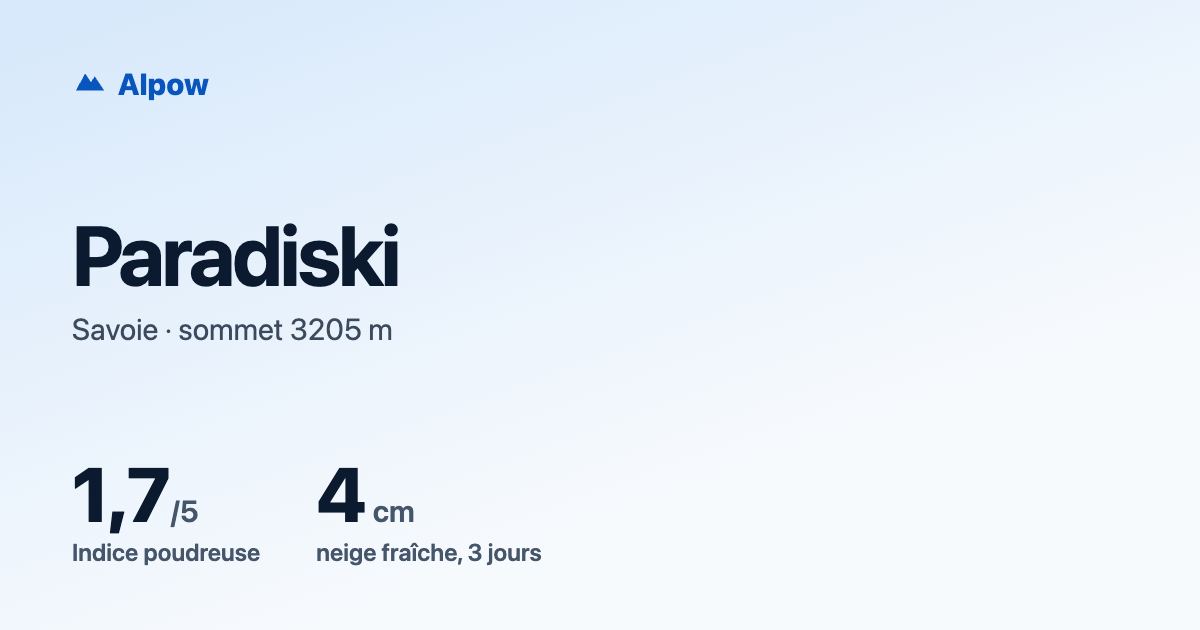 Alpow
Paradiski
Savoie · sommet 3205 m
1,7/5
Indice poudreuse
4 cm
neige fraîche, 3 jours